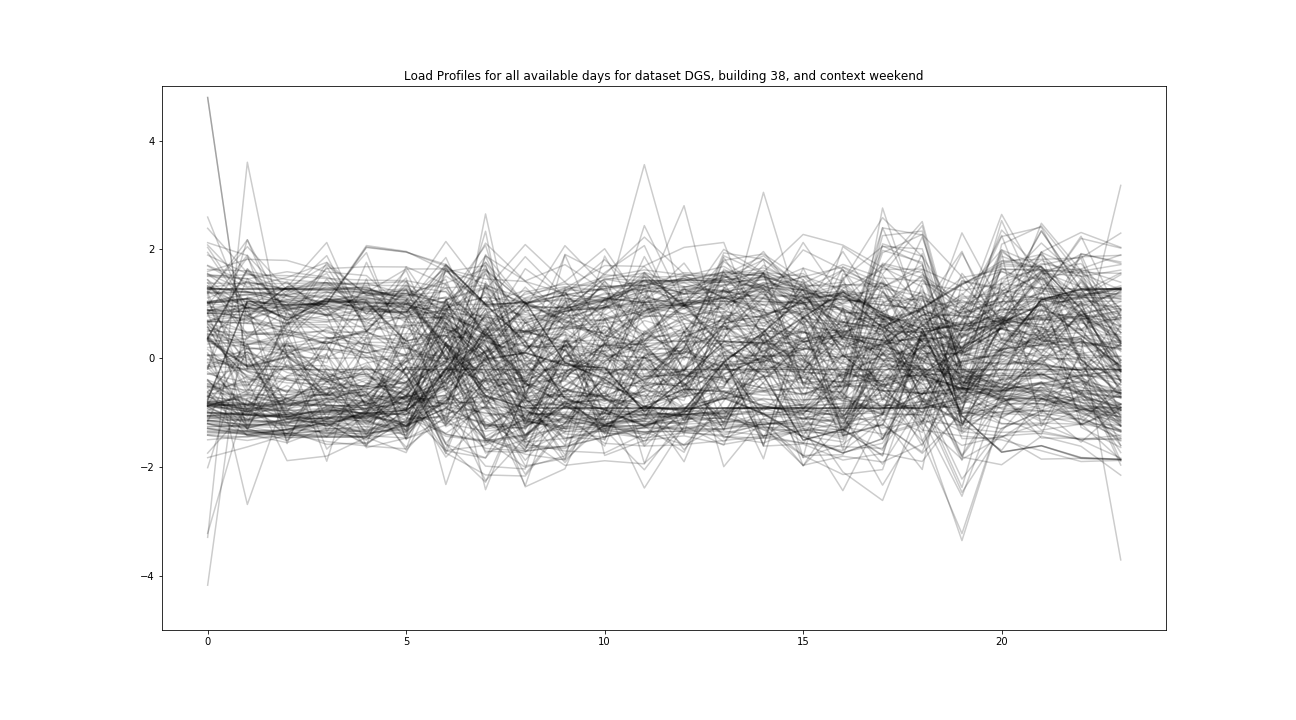 Load Profiles for all available days for dataset DGS, building 38, and context weekend
4
2
0
−2
−4
0 5 10 15 20